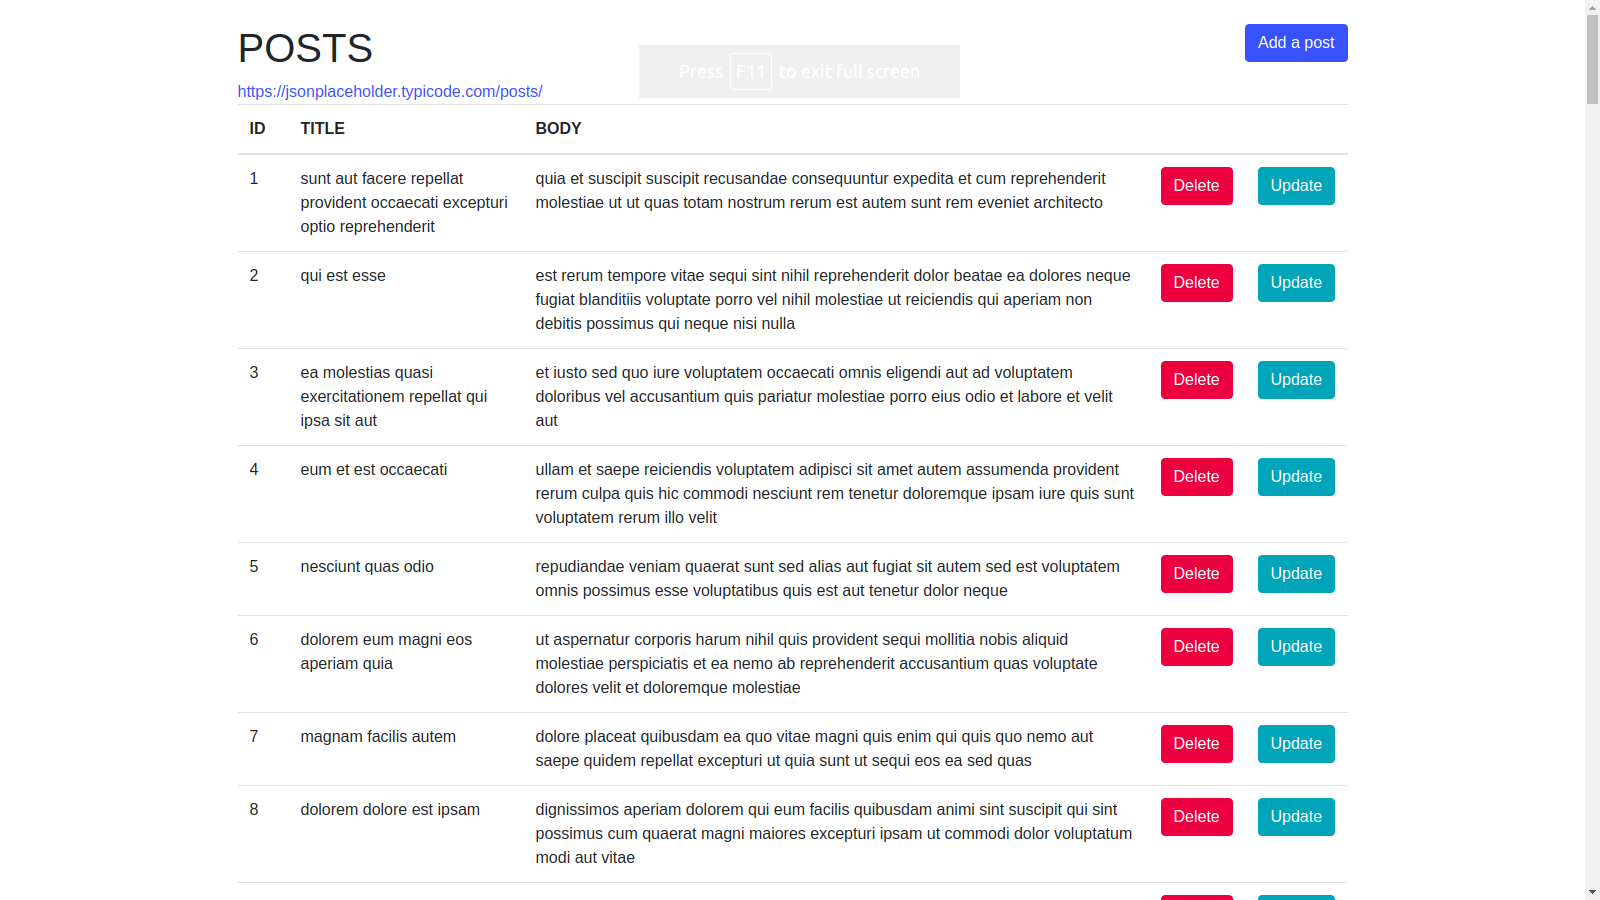 POSTS
Add a post
Press F11 to exit full screen
https://jsonplaceholder.typicode.com/posts/
ID TITLE BODY
1 sunt aut facere repellat quia et suscipit suscipit recusandae consequuntur expedita et cum reprehenderit Delete Update
provident occaecati excepturi molestiae ut ut quas totam nostrum rerum est autem sunt rem eveniet architecto
optio reprehenderit
2 qui est esse est rerum tempore vitae sequi sint nihil reprehenderit dolor beatae ea dolores neque Delete Update
fugiat blanditiis voluptate porro vel nihil molestiae ut reiciendis qui aperiam non
debitis possimus qui neque nisi nulla
3 ea molestias quasi et iusto sed quo iure voluptatem occaecati omnis eligendi aut ad voluptatem Delete Update
exercitationem repellat qui doloribus vel accusantium quis pariatur molestiae porro eius odio et labore et velit
ipsa sit aut aut
4 eum et est occaecati ullam et saepe reiciendis voluptatem adipisci sit amet autem assumenda provident Delete Update
rerum culpa quis hic commodi nesciunt rem tenetur doloremque ipsam iure quis sunt
voluptatem rerum illo velit
5 nesciunt quas odio repudiandae veniam quaerat sunt sed alias aut fugiat sit autem sed est voluptatem Delete Update
omnis possimus esse voluptatibus quis est aut tenetur dolor neque
6 dolorem eum magni eos ut aspernatur corporis harum nihil quis provident sequi mollitia nobis aliquid Delete Update
aperiam quia molestiae perspiciatis et ea nemo ab reprehenderit accusantium quas voluptate
dolores velit et doloremque molestiae
7 magnam facilis autem dolore placeat quibusdam ea quo vitae magni quis enim qui quis quo nemo aut Delete Update
saepe quidem repellat excepturi ut quia sunt ut sequi eos ea sed quas
8 dolorem dolore est ipsam dignissimos aperiam dolorem qui eum facilis quibusdam animi sint suscipit qui sint Delete Update
possimus cum quaerat magni maiores excepturi ipsam ut commodi dolor voluptatum
modi aut vitae